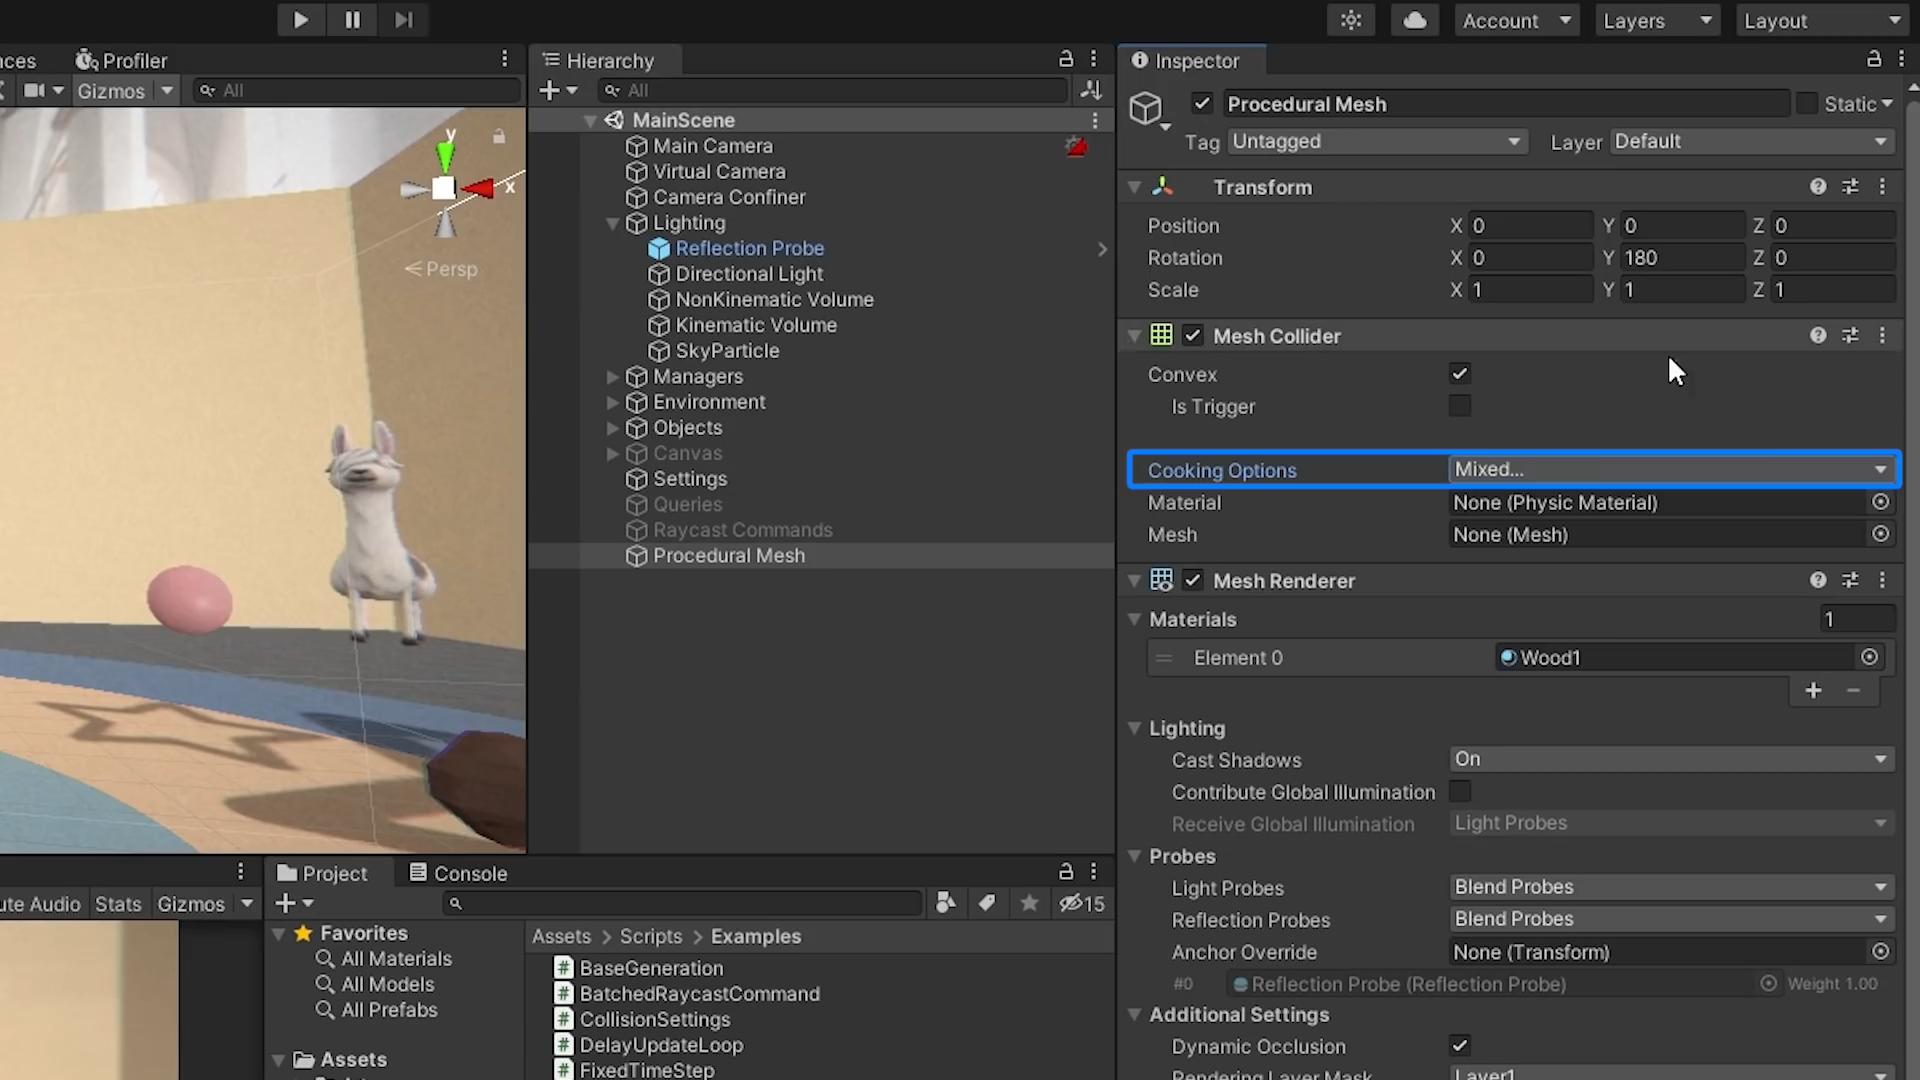 Account
Layers
Layout
Profiler
Hierarchy
Inspector
Gizmos
All
All
MainScene
Main Camera
Virtual Camera
Camera Confiner
Lighting
Reflection Probe
Directional Light
NonKinematic Volume
Kinematic Volume
SkyParticle
Managers
Environment
Objects
Canvas
Settings
Queries
Raycast Commands
Procedural Mesh
y
x
Persp
Procedural Mesh
Static
Tag Untagged Layer Default
Transform
Position X 0 Y 0 Z 0
Rotation X 0 Y 180 Z 0
Scale X 1 Y 1 Z 1
Mesh Collider
Convex
Is Trigger
Cooking Options Mixed...
Material None (Physic Material)
Mesh None (Mesh)
Mesh Renderer
Materials 1
Element 0 Wood1
Lighting
Cast Shadows On
Contribute Global Illumination
Receive Global Illumination Light Probes
Probes
Light Probes Blend Probes
Reflection Probes Blend Probes
Anchor Override None (Transform)
#0 Reflection Probe (Reflection Probe) Weight 1.00
Additional Settings
Dynamic Occlusion
Rendering Layer Mask Layer1
Audio Stats Gizmos
Project Console
15
Favorites
All Materials
All Models
All Prefabs
Assets
Assets > Scripts > Examples
BaseGeneration
BatchedRaycastCommand
CollisionSettings
DelayUpdateLoop
FixedTimeStep